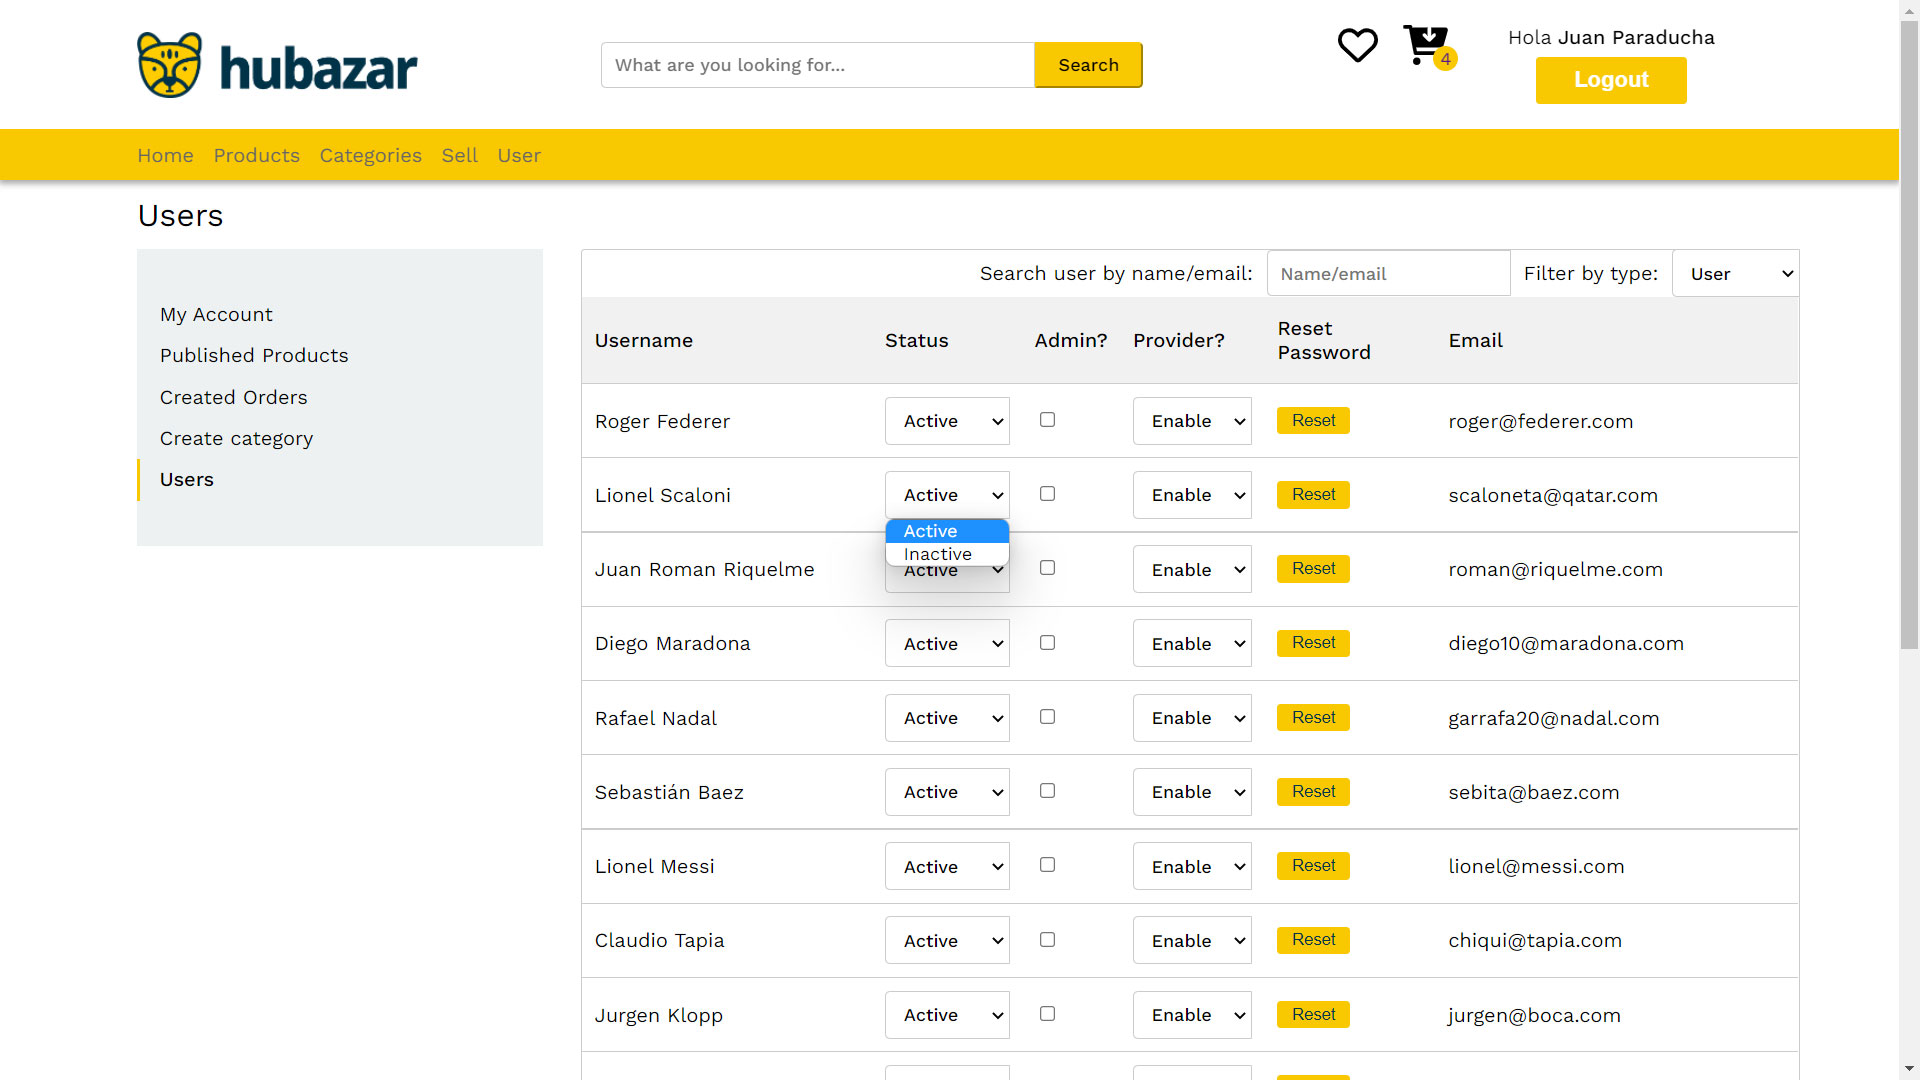 hubazar
What are you looking for...
Search
4
Hola Juan Paraducha
Logout
Home Products Categories Sell User
Users
My Account
Published Products
Created Orders
Create category
Users
Search user by name/email: Name/email Filter by type: User
Username Status Admin? Provider? Reset Password Email
Roger Federer Active Enable Reset roger@federer.com
Lionel Scaloni Active Enable Reset scaloneta@qatar.com
Active
Inactive
Juan Roman Riquelme Active Enable Reset roman@riquelme.com
Diego Maradona Active Enable Reset diego10@maradona.com
Rafael Nadal Active Enable Reset garrafa20@nadal.com
Sebastián Baez Active Enable Reset sebita@baez.com
Lionel Messi Active Enable Reset lionel@messi.com
Claudio Tapia Active Enable Reset chiqui@tapia.com
Jurgen Klopp Active Enable Reset jurgen@boca.com